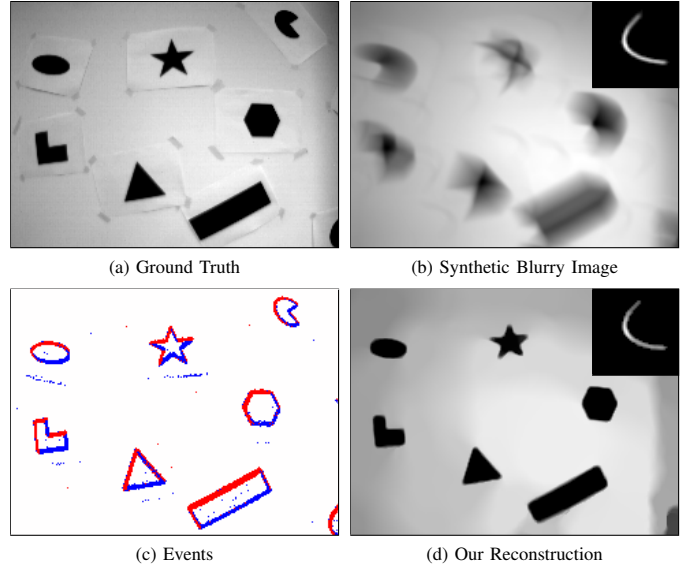 (a) Ground Truth
(b) Synthetic Blurry Image
(c) Events
(d) Our Reconstruction